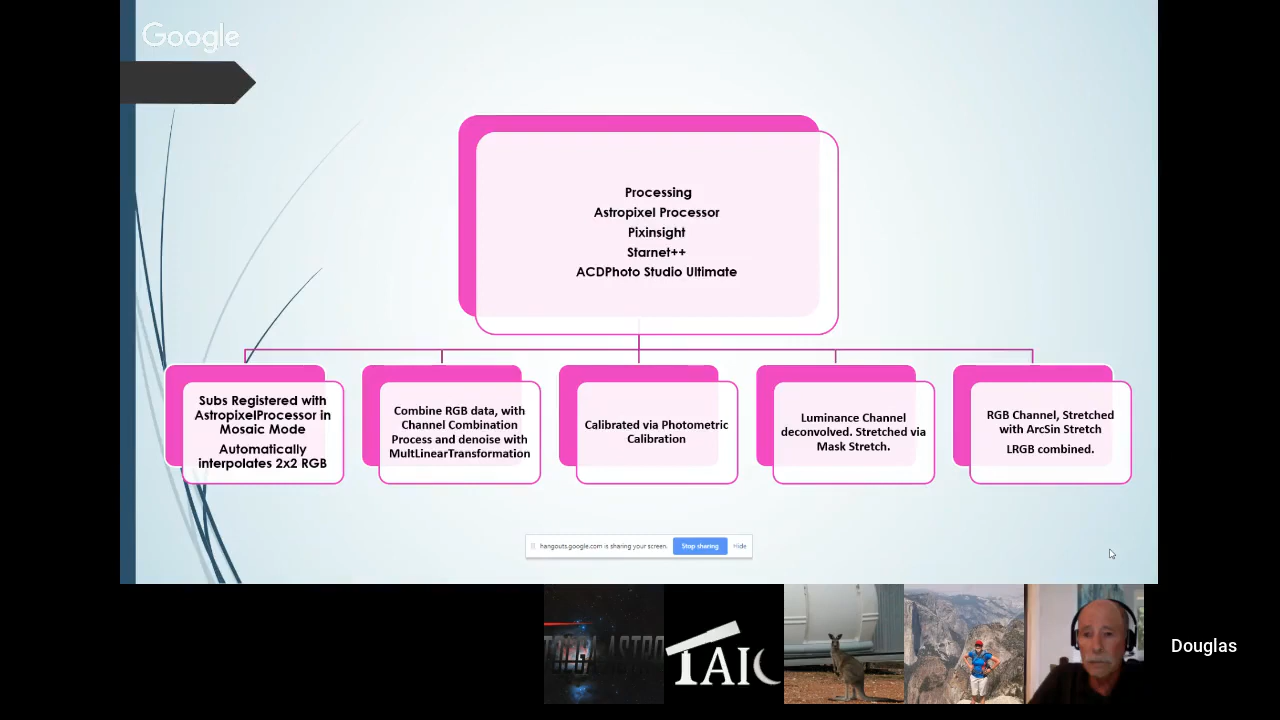 Google
Processing
Astropixel Processor
Pixinsight
Starnet++
ACDPhoto Studio Ultimate
Subs Registered with
AstropixelProcessor in
Mosaic Mode
Automatically
interpolates 2x2 RGB
Combine RGB data, with
Channel Combination
Process and denoise with
MultLinearTransformation
Calibrated via Photometric
Calibration
Luminance Channel
deconvolved. Stretched via
Mask Stretch.
RGB Channel, Stretched
with ArcSin Stretch
LRGB combined.
hangouts.google.com is sharing your screen.
Stop sharing
Hide
TAIC
Douglas